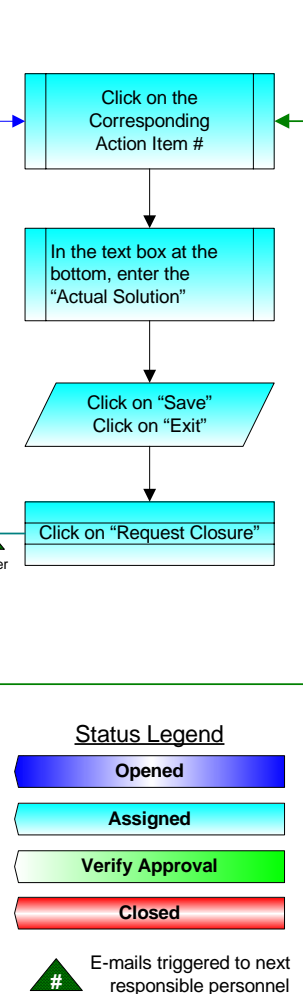 Click on the
Corresponding
Action Item #
In the text box at the
bottom, enter the
“Actual Solution”
Click on “Save”
Click on “Exit”
Click on “Request Closure”
er
Status Legend
Opened
Assigned
Verify Approval
Closed
# E-mails triggered to next
responsible personnel